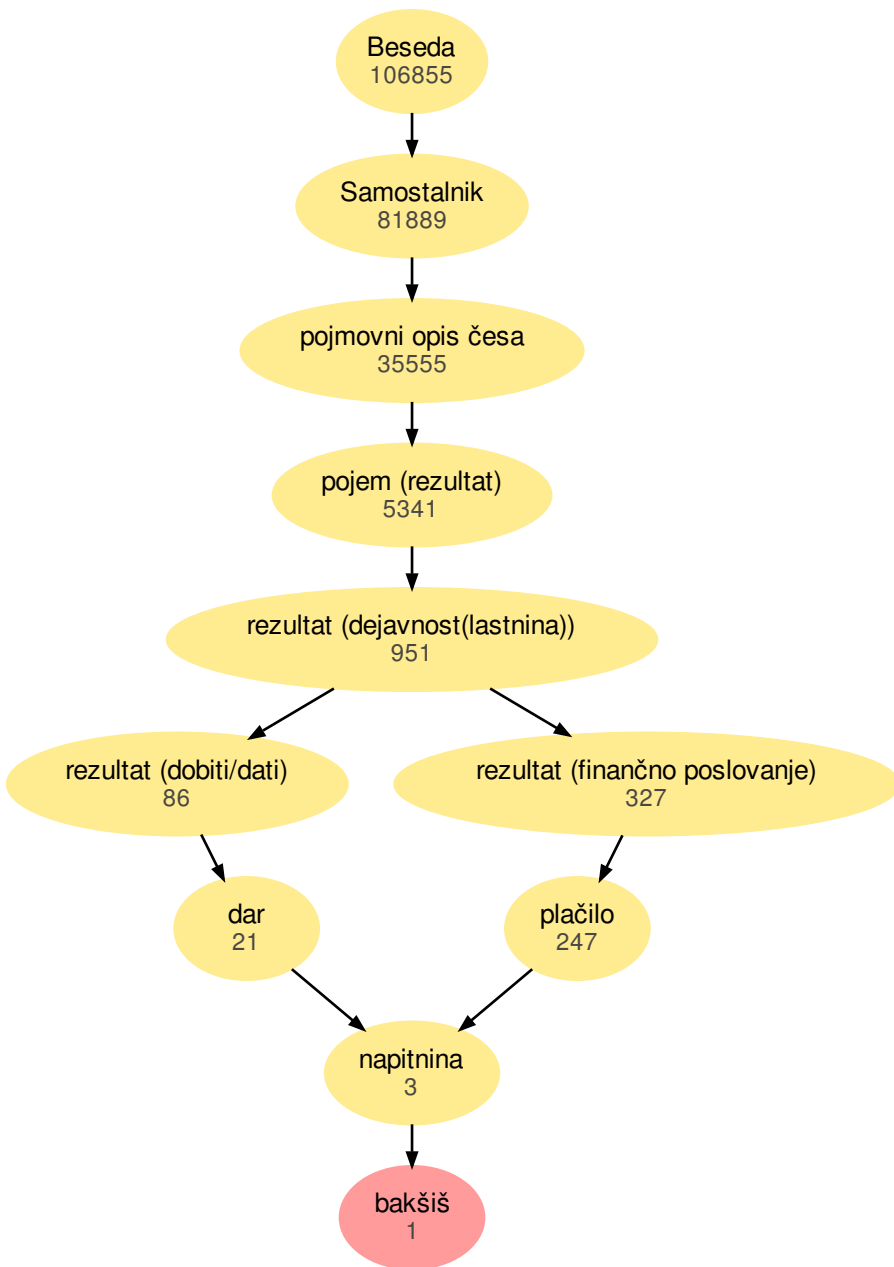 Beseda
106855
Samostalnik
81889
pojmovni opis česa
35555
pojem (rezultat)
5341
rezultat (dejavnost(lastnina))
951
rezultat (dobiti/dati)
86
rezultat (finančno poslovanje)
327
dar
21
plačilo
247
napitnina
3
bakšiš
1